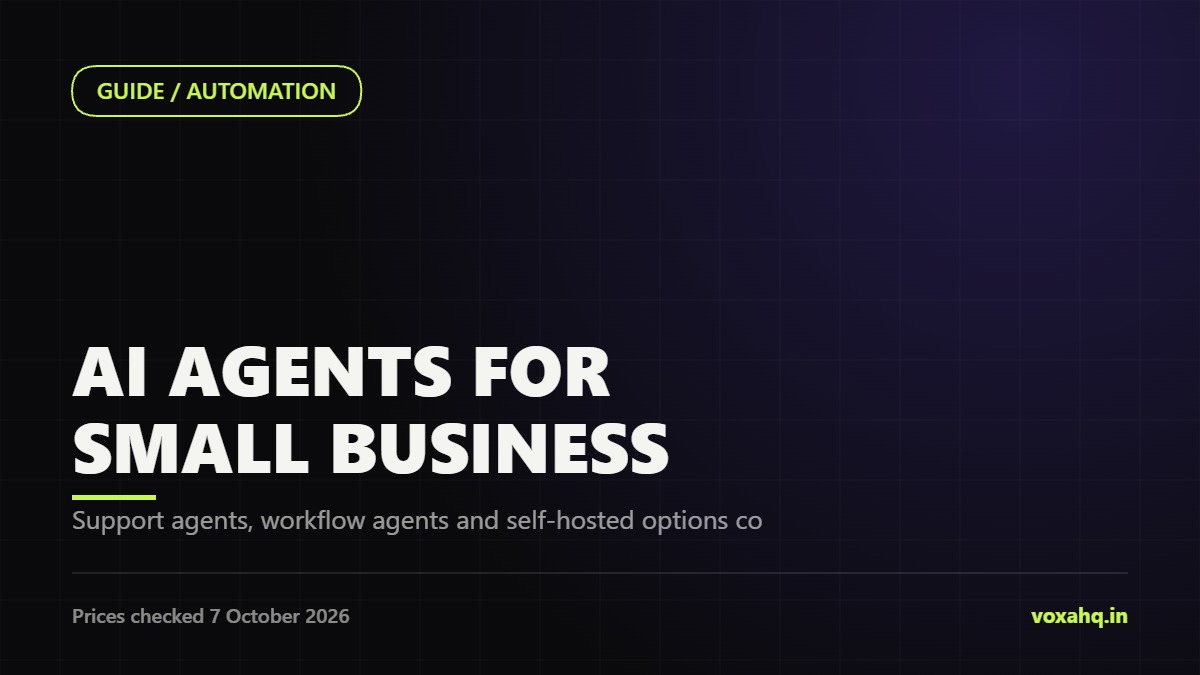 GUIDE / AUTOMATION
AI AGENTS FOR
SMALL BUSINESS
Support agents, workflow agents and self-hosted options co
Prices checked 7 October 2026
voxahq.in